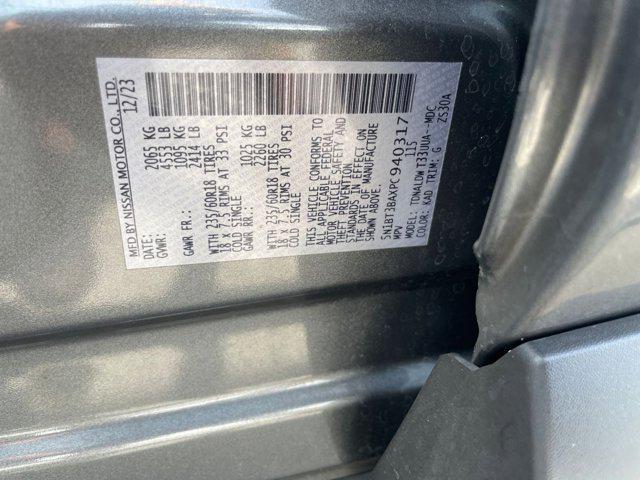 MFD BY NISSAN MOTOR CO., LTD.
DATE: 12/23
GVWR: 2065 KG
4553 LB
GAWR FR.: 1095 KG
2414 LB
WITH 235/60R18 TIRES
18 X 7.5 RIMS AT 33 PSI
COLD SINGLE
GAWR RR.: 1025 KG
2260 LB
WITH 235/60R18 TIRES
18 X 7.5 RIMS AT 30 PSI
COLD SINGLE
THIS VEHICLE CONFORMS TO
ALL APPLICABLE FEDERAL
MOTOR VEHICLE SAFETY AND
THEFT PREVENTION
STANDARDS IN EFFECT ON
THE DATE OF MANUFACTURE
SHOWN ABOVE.
5N1BT3BAXPC940317
MPV 115
MODEL: TDNALDW T33UUA--MDC
COLOR: KAD TRIM: G ZS30A